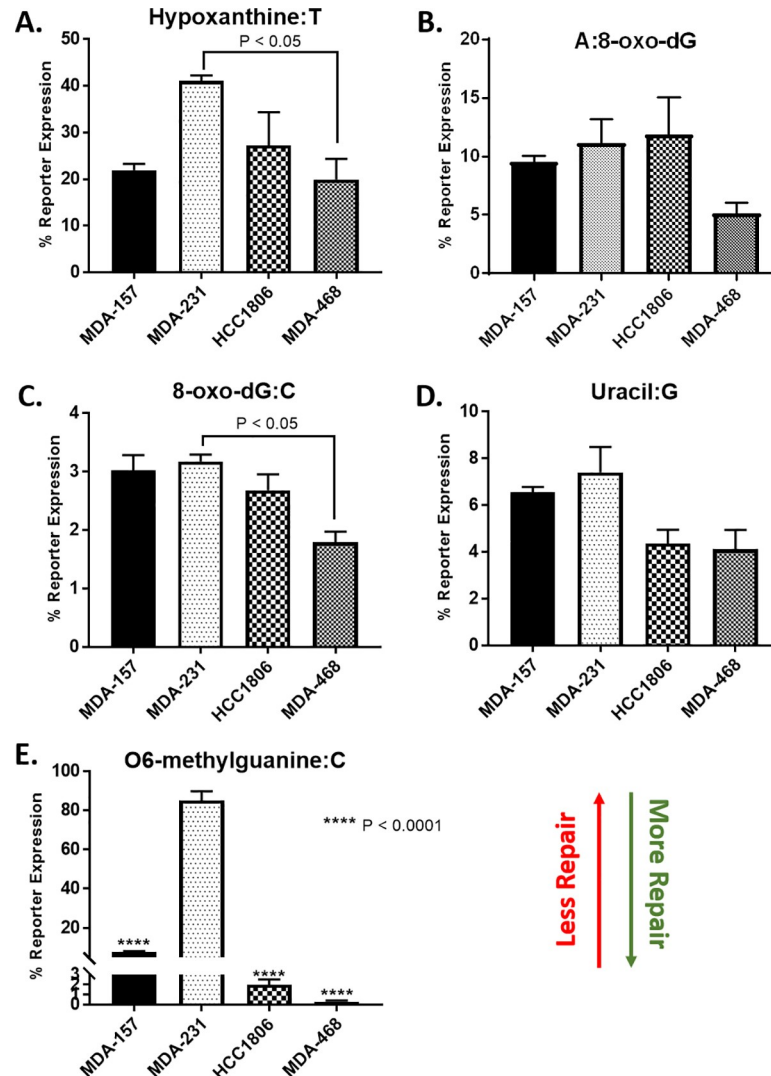 A.
Hypoxanthine:T
P < 0.05
% Reporter Expression
50
40
30
20
10
0
MDA-157
MDA-231
HCC1806
MDA-468
B.
A:8-oxo-dG
% Reporter Expression
20
15
10
5
0
MDA-157
MDA-231
HCC1806
MDA-468
C.
8-oxo-dG:C
P < 0.05
% Reporter Expression
4
3
2
1
0
MDA-157
MDA-231
HCC1806
MDA-468
D.
Uracil:G
% Reporter Expression
10
8
6
4
2
0
MDA-157
MDA-231
HCC1806
MDA-468
E.
O6-methylguanine:C
% Reporter Expression
100
80
60
40
20
3
2
1
0
****
****
****
**** P < 0.0001
MDA-157
MDA-231
HCC1806
MDA-468
Less Repair
More Repair